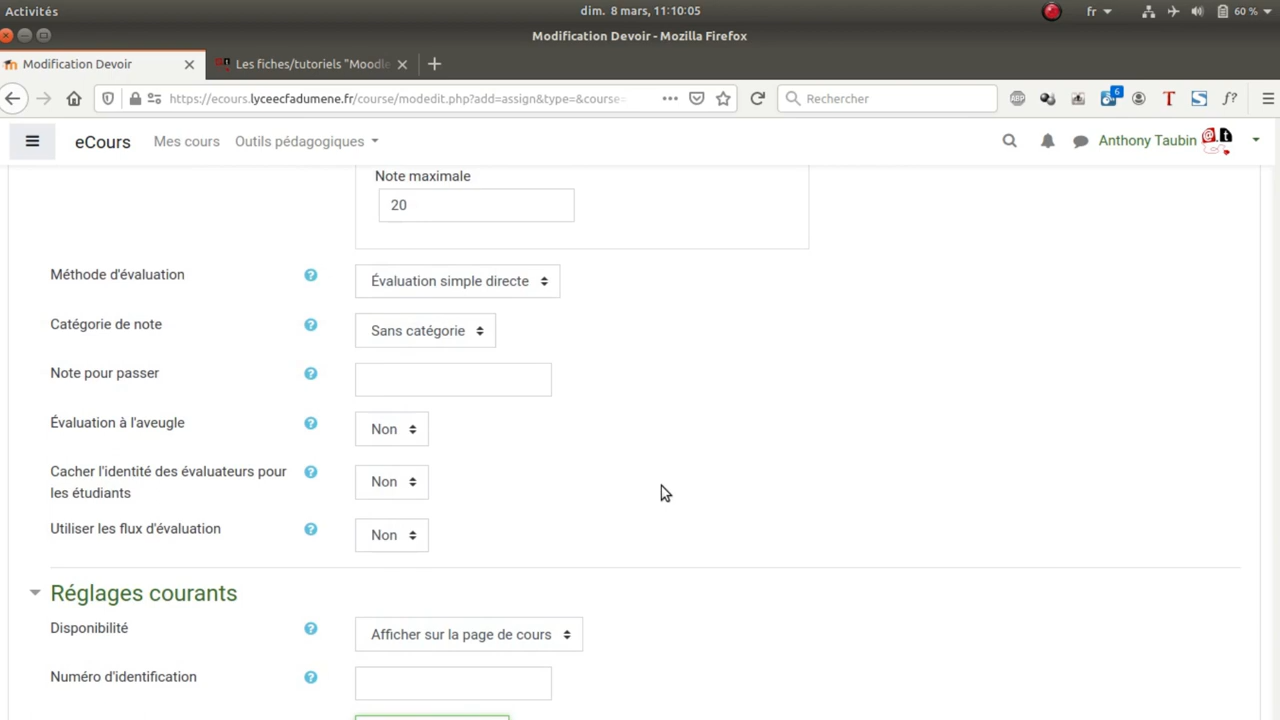 Activités
dim. 8 mars, 11:10:05
fr
60 %
Modification Devoir - Mozilla Firefox
Modification Devoir
Les fiches/tutoriels "Moodle
https://ecours.lyceecfadumene.fr/course/modedit.php?add=assign&type=&course=
Rechercher
ABP
6
T
S
f?
eCours
Mes cours
Outils pédagogiques
Anthony Taubin
@.t
Note maximale
20
Méthode d'évaluation
?
Évaluation simple directe
Catégorie de note
?
Sans catégorie
Note pour passer
?
Évaluation à l'aveugle
?
Non
Cacher l'identité des évaluateurs pour
les étudiants
?
Non
Utiliser les flux d'évaluation
?
Non
Réglages courants
Disponibilité
?
Afficher sur la page de cours
Numéro d'identification
?